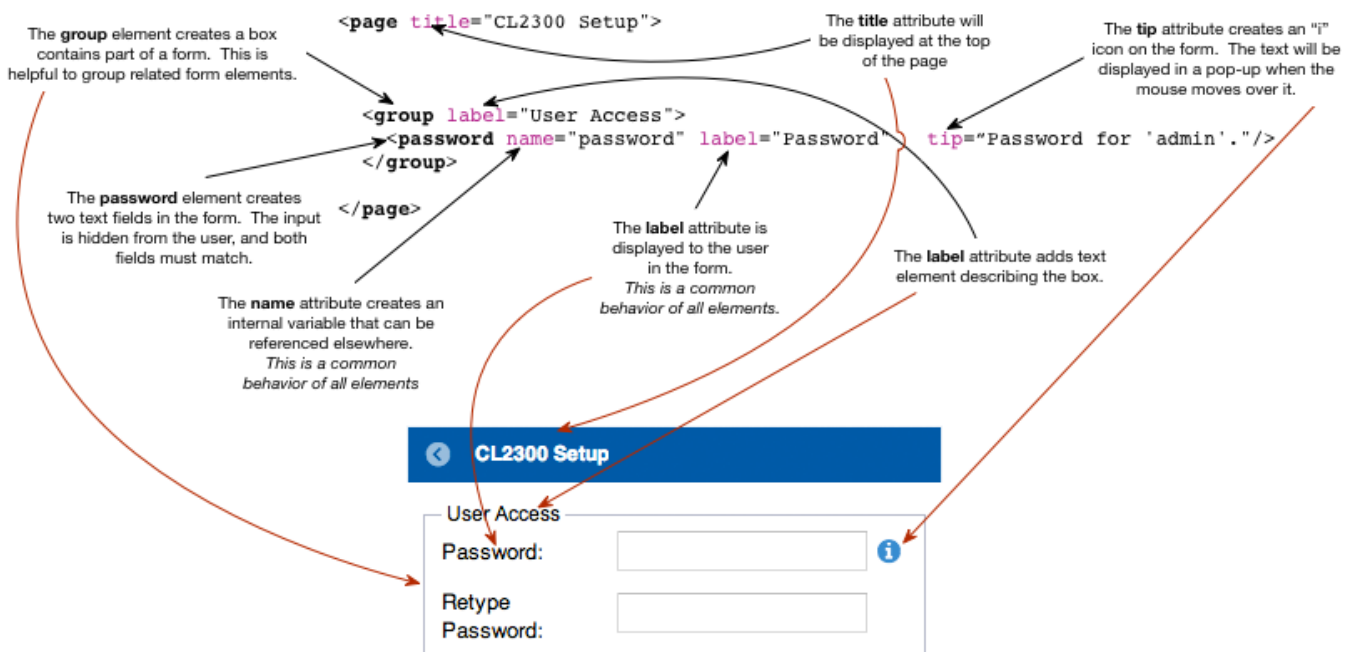 The group element creates a box
contains part of a form. This is
helpful to group related form elements.
<page title="CL2300 Setup">
The title attribute will
be displayed at the top
of the page
The tip attribute creates an “i”
icon on the form. The text will be
displayed in a pop-up when the
mouse moves over it.
<group label="User Access">
<password name="password" label="Password" tip=“Password for 'admin'."/>
</group>
</page>
The password element creates
two text fields in the form. The input
is hidden from the user, and both
fields must match.
The name attribute creates an
internal variable that can be
referenced elsewhere.
This is a common
behavior of all elements
The label attribute is
displayed to the user
in the form.
This is a common
behavior of all elements.
The label attribute adds text
element describing the box.
CL2300 Setup
User Access
Password:
i
Retype
Password: